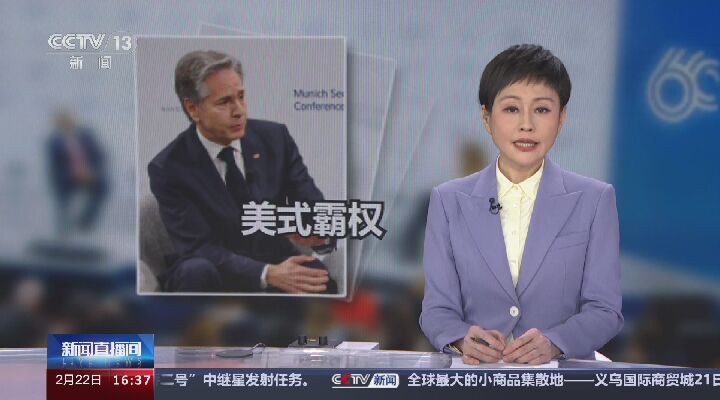 CCTV 13
新闻
Munich Sec
Conference
60
美式霸权
新闻直播间
2月22日 16:37 二号”中继星发射任务。 CCTV 新闻 全球最大的小商品集散地——义乌国际商贸城21日